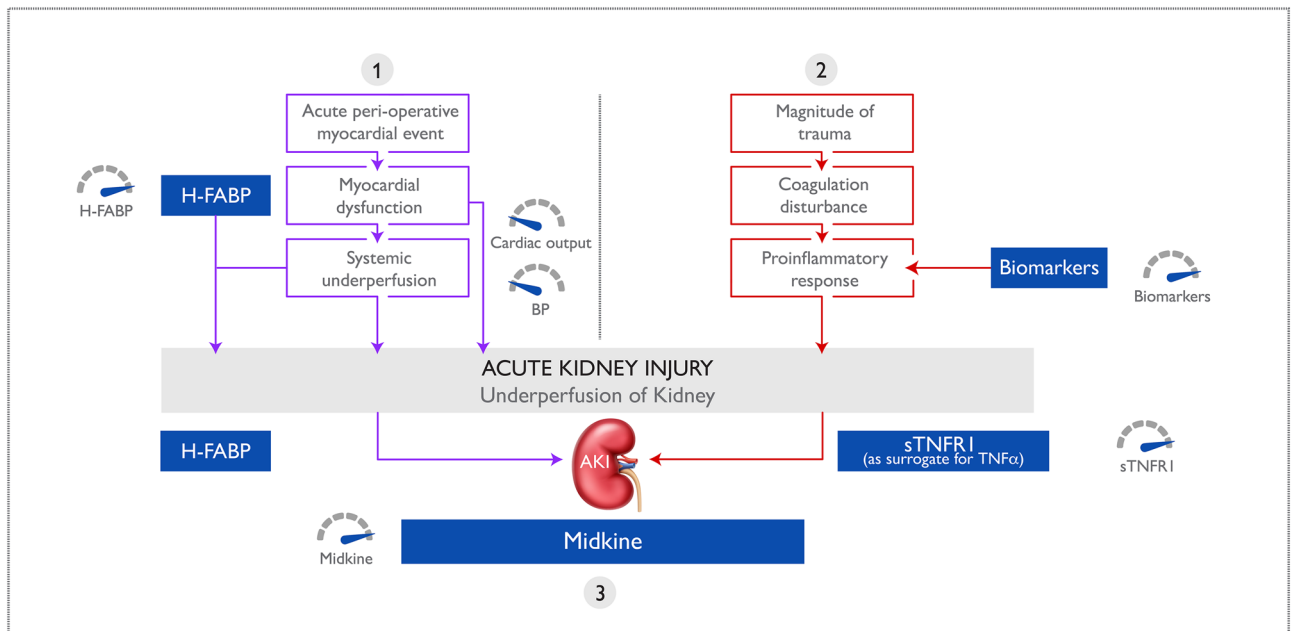 1
2
Acute peri-operative
myocardial event
Magnitude of
trauma
H-FABP
H-FABP
Myocardial
dysfunction
Coagulation
disturbance
Cardiac output
Systemic
underperfusion
BP
Proinflammatory
response
Biomarkers
Biomarkers
ACUTE KIDNEY INJURY
Underperfusion of Kidney
H-FABP
AKI
sTNFR1
(as surrogate for TNFα)
sTNFR1
Midkine
Midkine
3